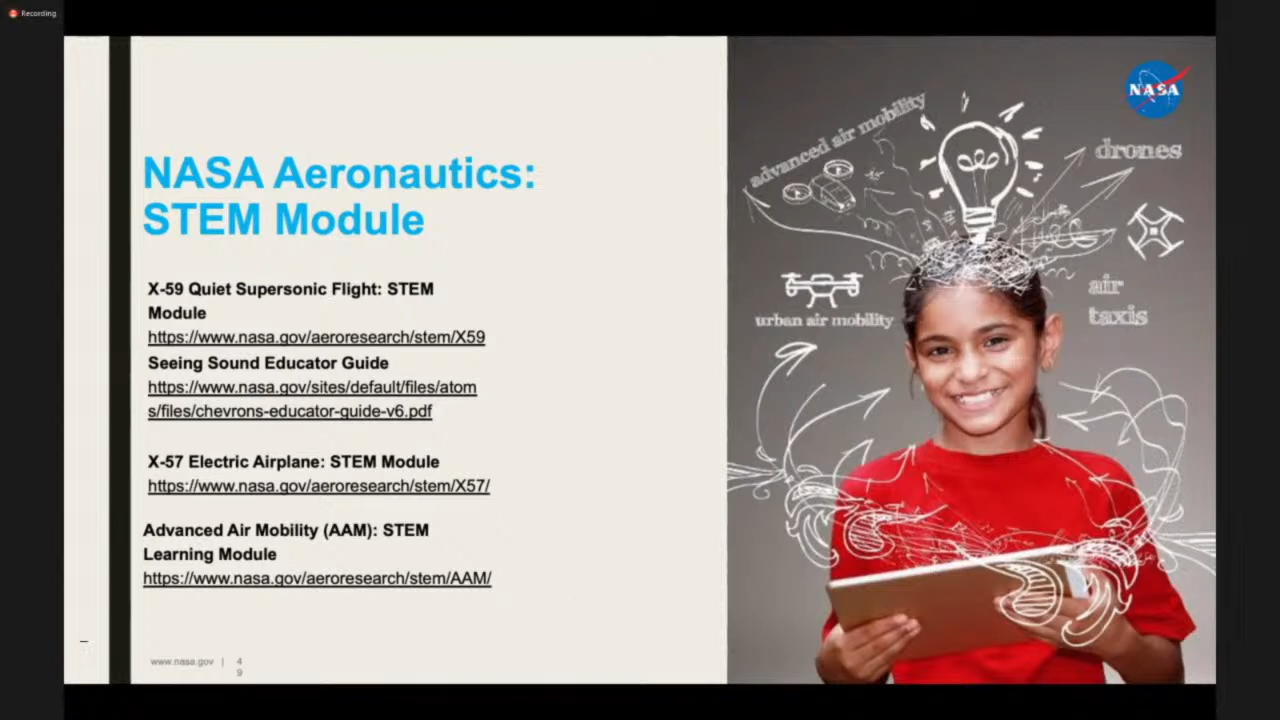 Recording
NASA
NASA Aeronautics:
STEM Module
X-59 Quiet Supersonic Flight: STEM
Module
https://www.nasa.gov/aeroresearch/stem/X59
Seeing Sound Educator Guide
https://www.nasa.gov/sites/default/files/atom
s/files/chevrons-educator-guide-v6.pdf
X-57 Electric Airplane: STEM Module
https://www.nasa.gov/aeroresearch/stem/X57/
Advanced Air Mobility (AAM): STEM
Learning Module
https://www.nasa.gov/aeroresearch/stem/AAM/
www.nasa.gov |
4
9
advanced air mobility
drones
urban air mobility
air
taxis